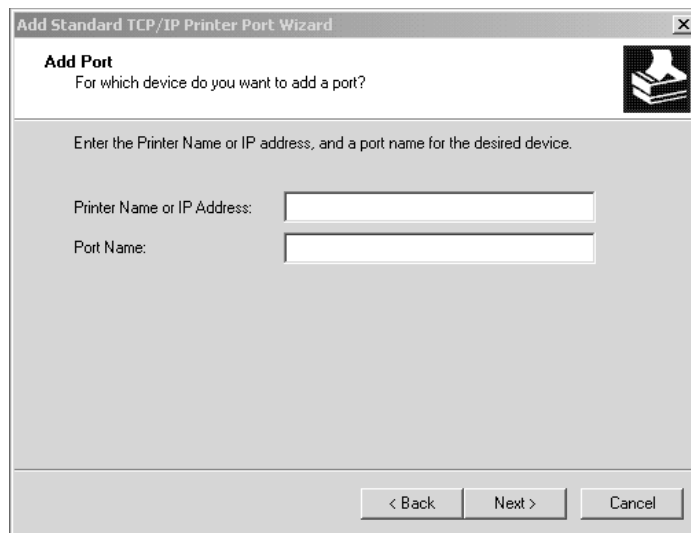 Add Standard TCP/IP Printer Port Wizard
Add Port
For which device do you want to add a port?
Enter the Printer Name or IP address, and a port name for the desired device.
Printer Name or IP Address:
Port Name:
< Back Next > Cancel